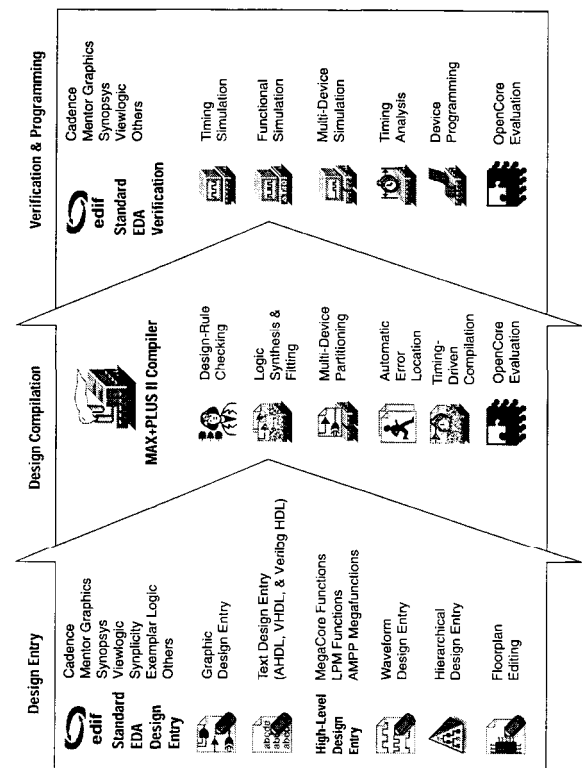 Design Entry
edif
Standard
EDA
Design
Entry
Cadence
Mentor Graphics
Synopsys
Viewlogic
Synplicity
Exemplar Logic
Others
Graphic
Design Entry
abcde
abcde
abcd
Text Design Entry
(AHDL, VHDL, & Verilog HDL)
High-Level
Design
Entry
MegaCore Functions
LPM Functions
AMPP Megafunctions
Waveform
Design Entry
Hierarchical
Design Entry
Floorplan
Editing
Design Compilation
MAX+PLUS II Compiler
Design-Rule
Checking
Logic
Synthesis &
Fitting
Multi-Device
Partitioning
Automatic
Error
Location
Timing-
Driven
Compilation
OpenCore
Evaluation
Verification & Programming
edif
Standard
EDA
Verification
Cadence
Mentor Graphics
Synopsys
Viewlogic
Others
Timing
Simulation
Functional
Simulation
Multi-Device
Simulation
Timing
Analysis
Device
Programming
OpenCore
Evaluation